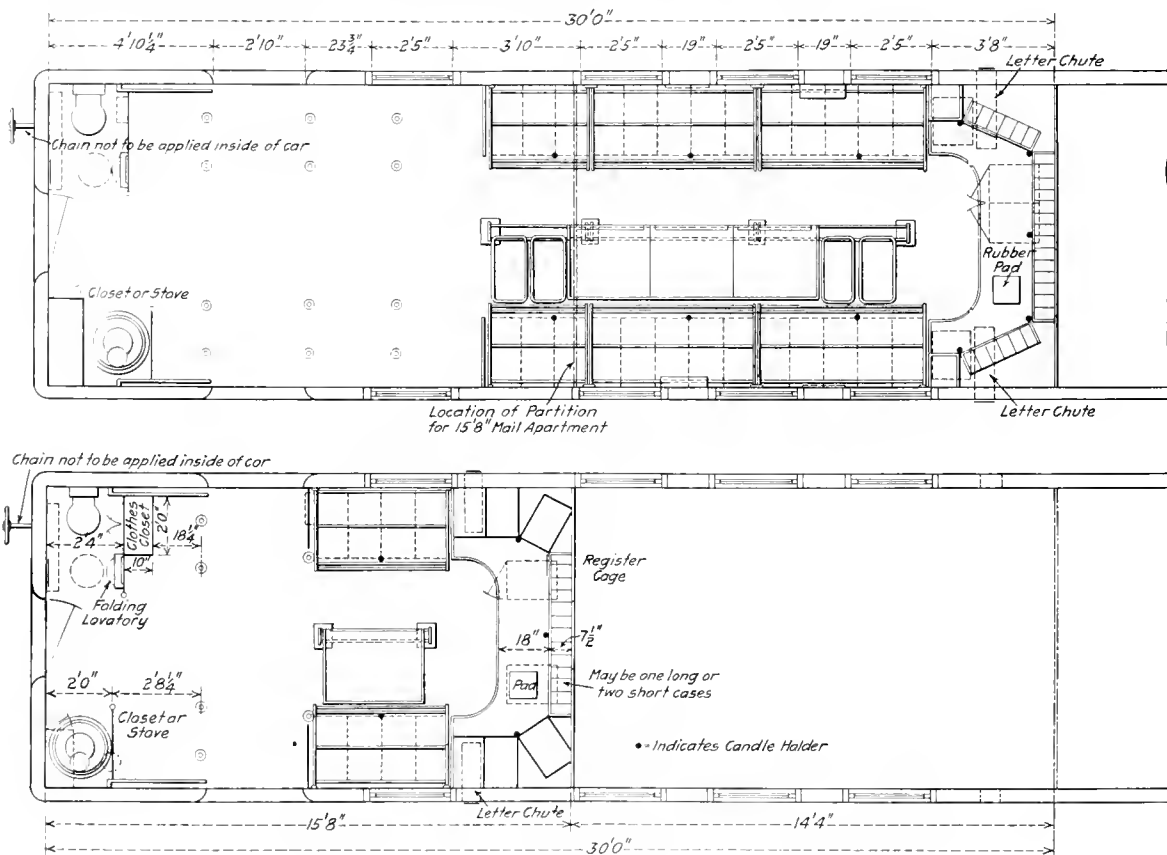 30'0"
4'10¼" 2'10" 23¾" 2'5" 3'10" 2'5" 19" 2'5" 19" 2'5" 3'8"
Letter Chute
Chain not to be applied inside of car
Closet or Stove
Rubber
Pad
Location of Partition
for 15'8" Mail Apartment
Letter Chute
Chain not to be applied inside of car
2'4"
Clothes
Closet
2'0"
18¼"
10"
Folding
Lavatory
Register
Cage
18"
7½"
2'0" 2'8¼"
Closet or
Stove
Pad
May be one long or
two short cases
•=Indicates Candle Holder
Letter Chute
15'8" 14'4"
30'0"